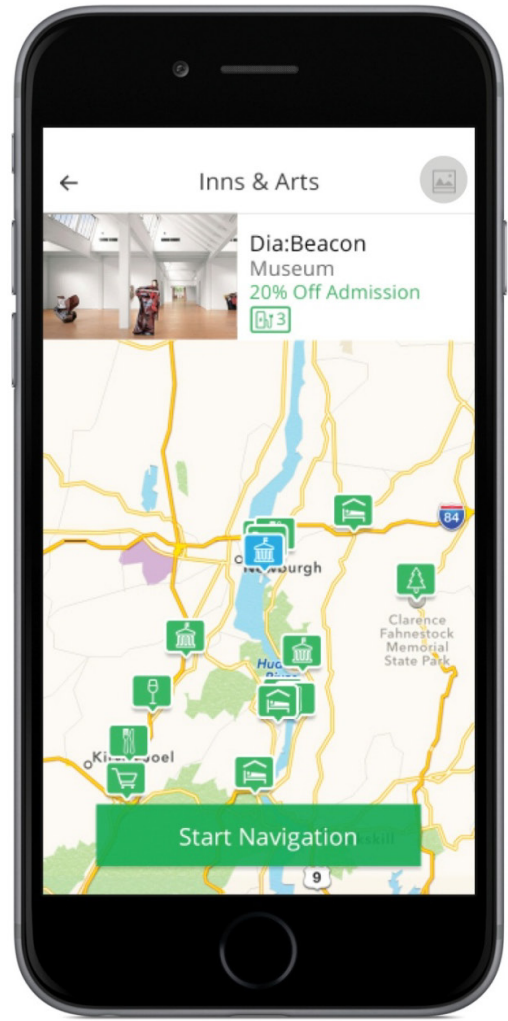 Inns & Arts
Dia:Beacon
Museum
20% Off Admission
3
84
Newburgh
Clarence
Fahnestock
Memorial
State Park
Start Navigation
9